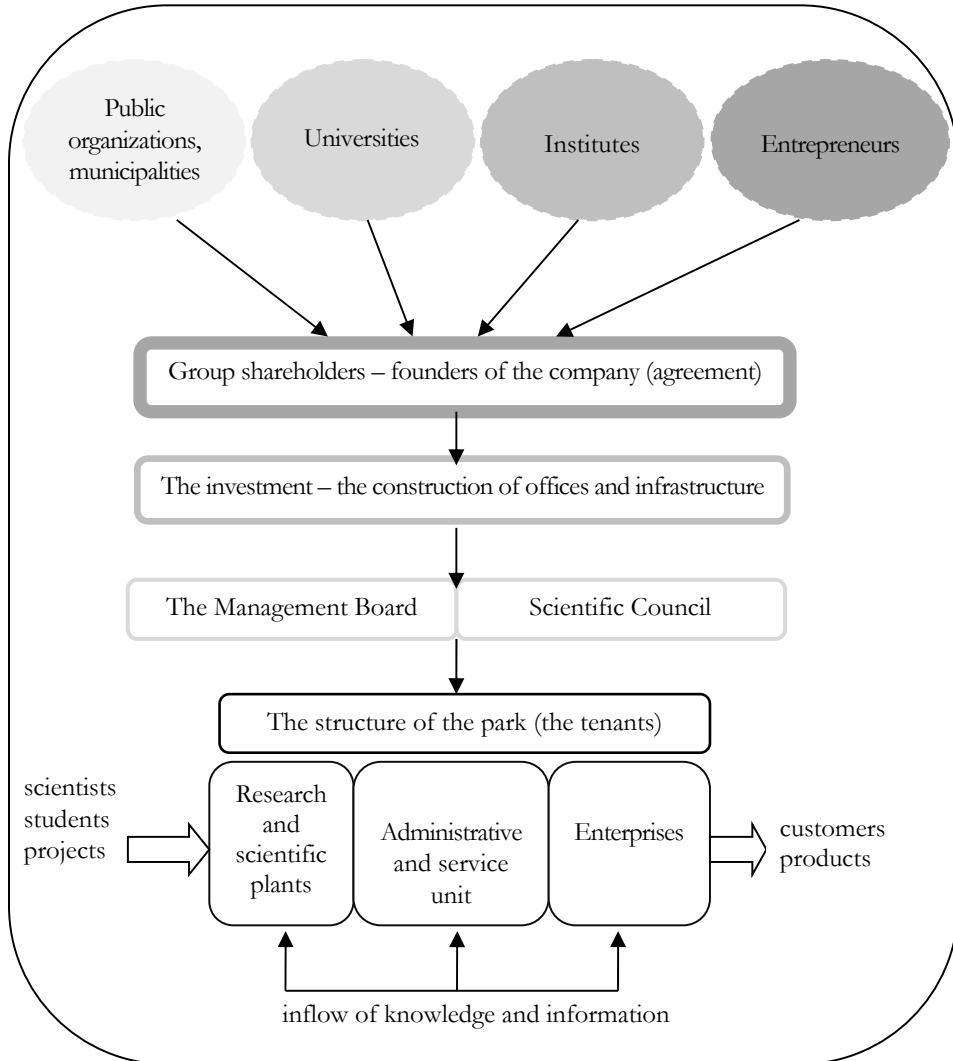 Public
organizations,
municipalities
Universities
Institutes
Entrepreneurs
Group shareholders – founders of the company (agreement)
The investment – the construction of offices and infrastructure
The Management Board
Scientific Council
The structure of the park (the tenants)
scientists
students
projects
Research
and
scientific
plants
Administrative
and service
unit
Enterprises
customers
products
inflow of knowledge and information